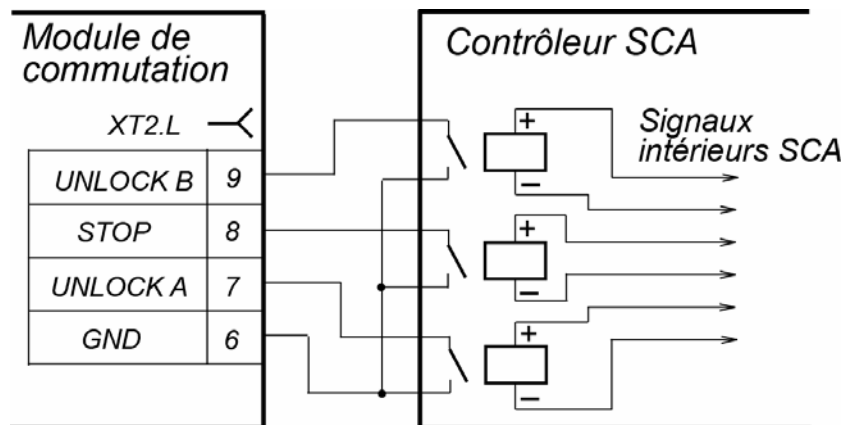 Module de
commutation
Contrôleur SCA
XT2.L
Signaux
intérieurs SCA
UNLOCK B 9
STOP 8
UNLOCK A 7
GND 6
+
−
+
−
+
−